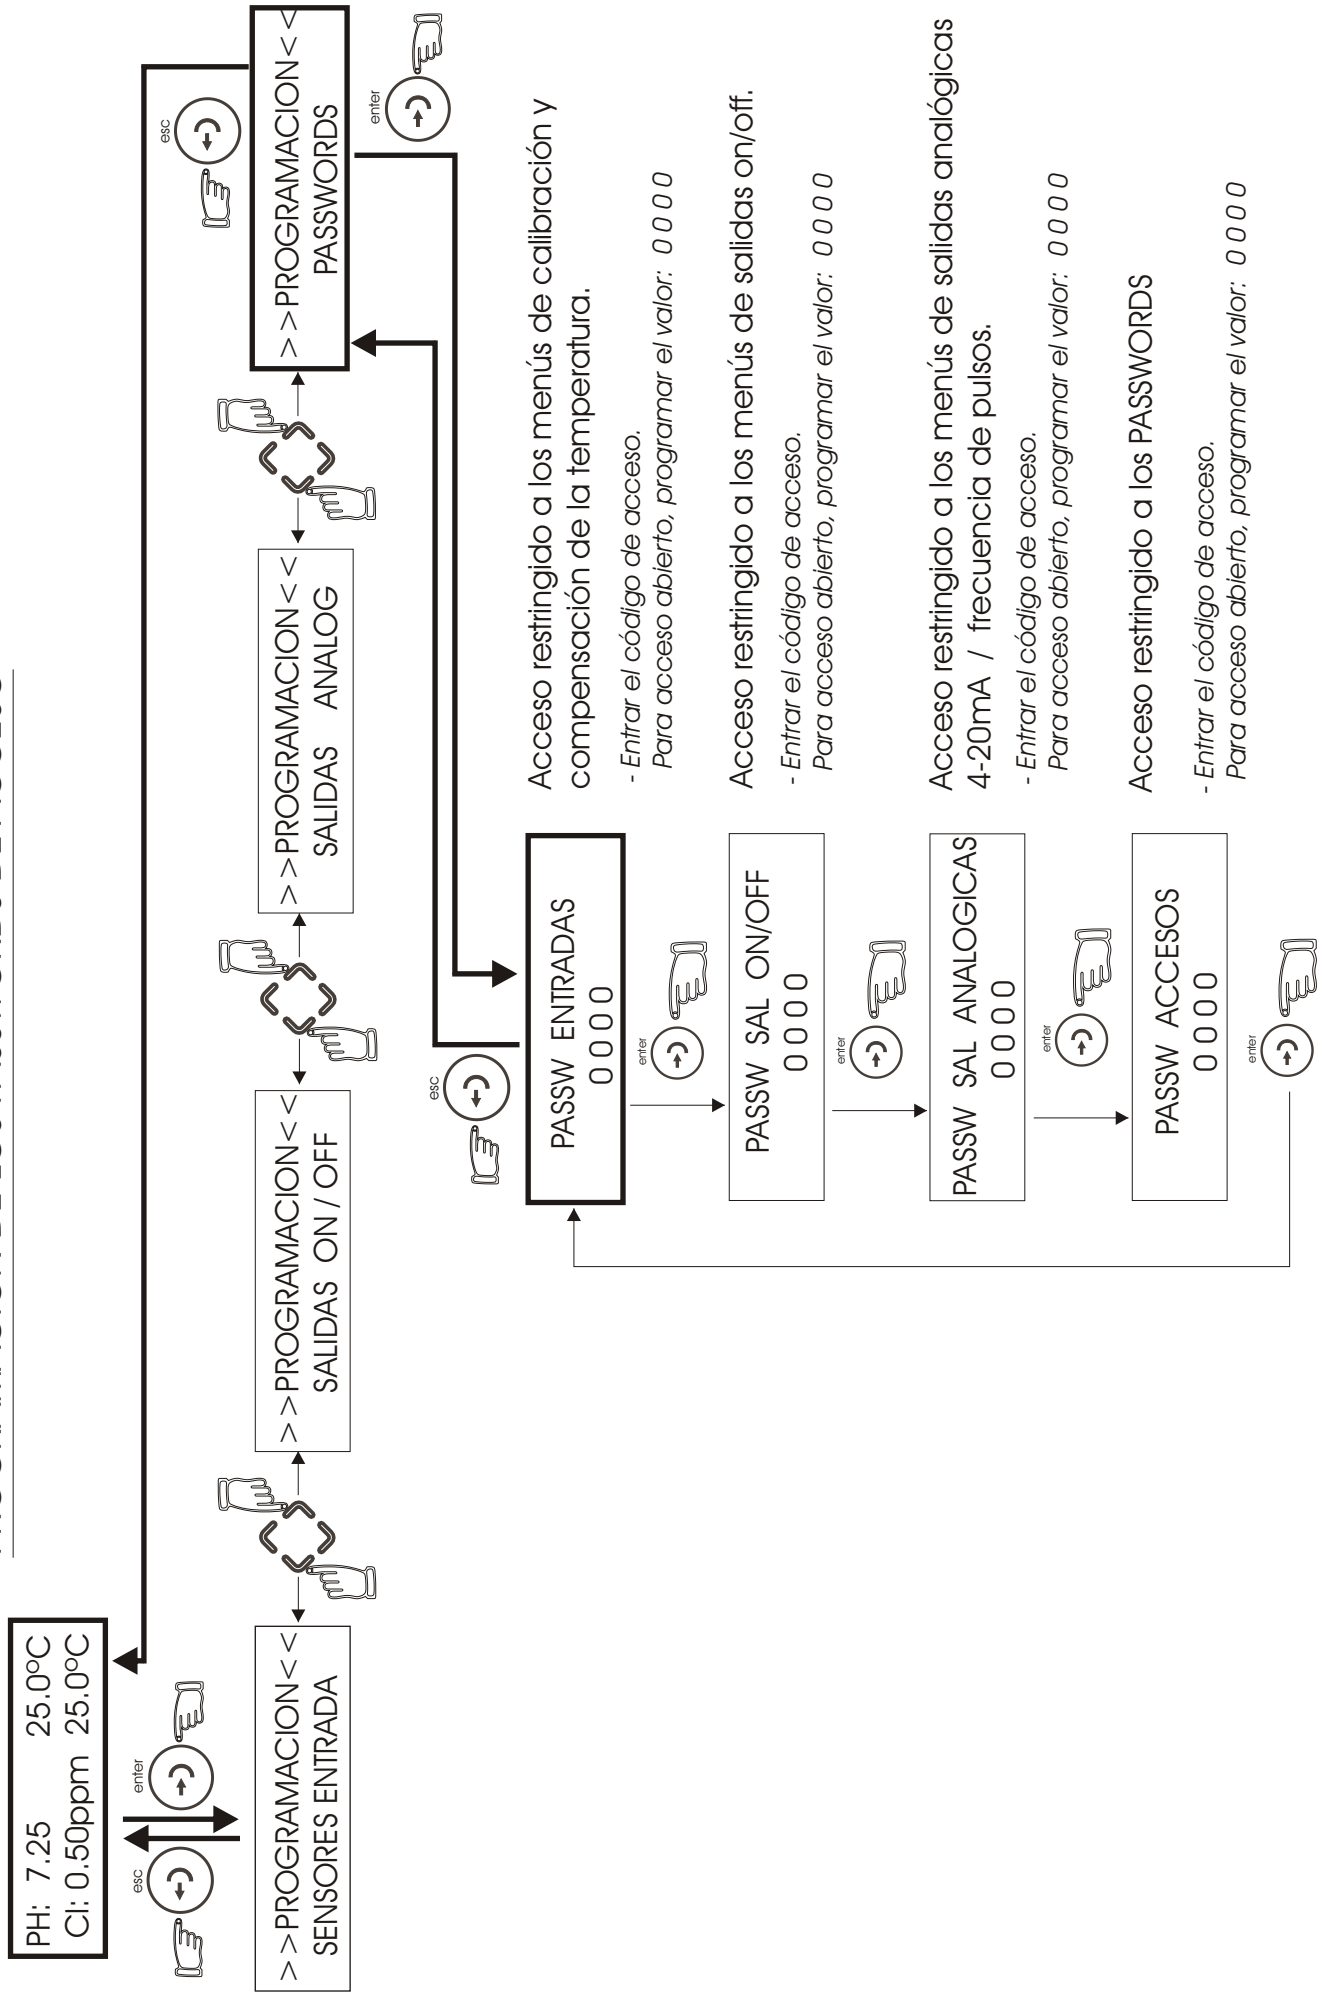 PH: 7.25 25.0ºC
Cl: 0.50ppm 25.0ºC
esc
enter
>>PROGRAMACION<<
SENSORES ENTRADA
>>PROGRAMACION<<
SALIDAS ON / OFF
>>PROGRAMACION<<
SALIDAS ANALOG
>>PROGRAMACION<<
PASSWORDS
esc
enter
esc
PASSW ENTRADAS
0 0 0 0
Acceso restringido a los menús de calibración y
compensación de la temperatura.
- Entrar el código de acceso.
Para acceso abierto, programar el valor: 0 0 0 0
enter
PASSW SAL ON/OFF
0 0 0 0
Acceso restringido a los menús de salidas on/off.
- Entrar el código de acceso.
Para acceso abierto, programar el valor: 0 0 0 0
enter
PASSW SAL ANALOGICAS
0 0 0 0
Acceso restringido a los menús de salidas analógicas
4-20mA / frecuencia de pulsos.
- Entrar el código de acceso.
Para acceso abierto, programar el valor: 0 0 0 0
enter
PASSW ACCESOS
0 0 0 0
Acceso restringido a los PASSWORDS
- Entrar el código de acceso.
Para acceso abierto, programar el valor: 0 0 0 0
enter